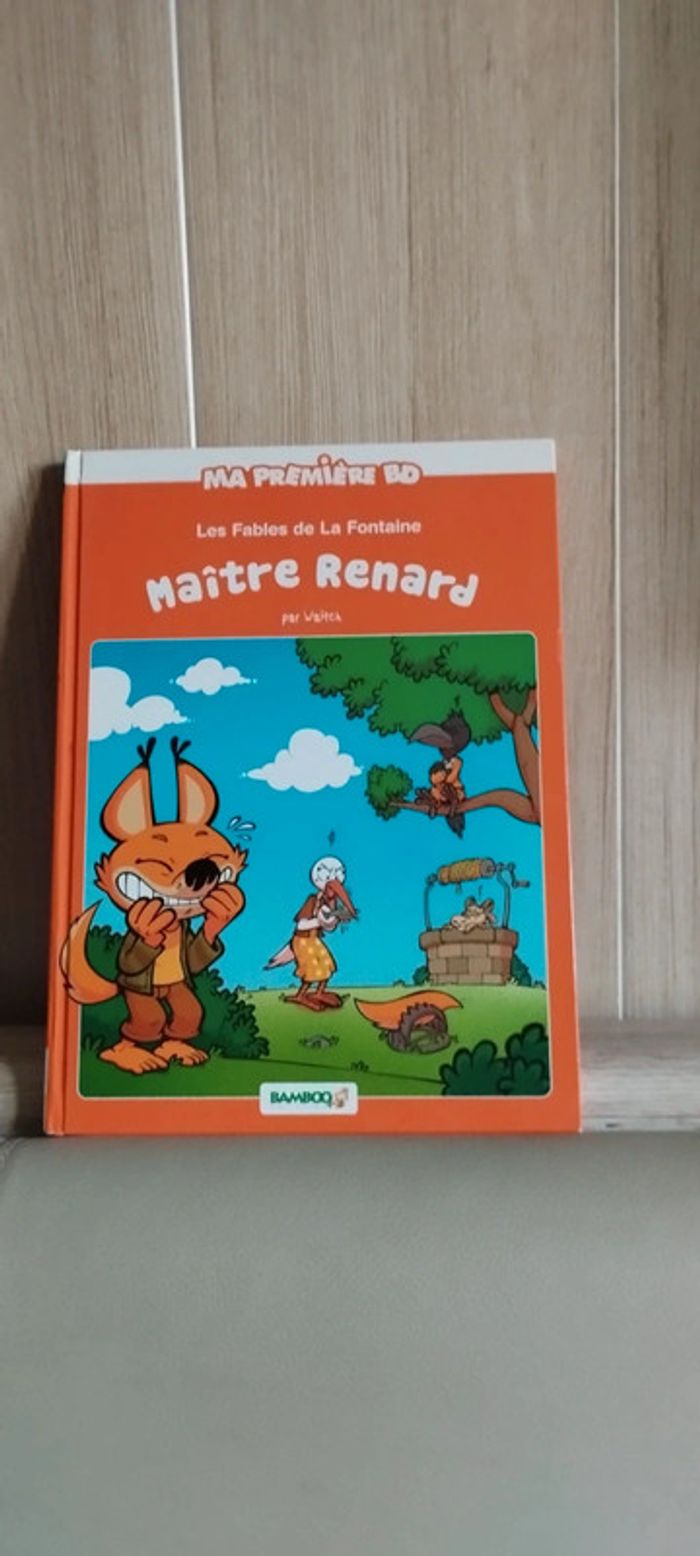 MA PREMIÈRE BD
Les Fables de La Fontaine
Maître Renard
par Waltch
BAMBOO